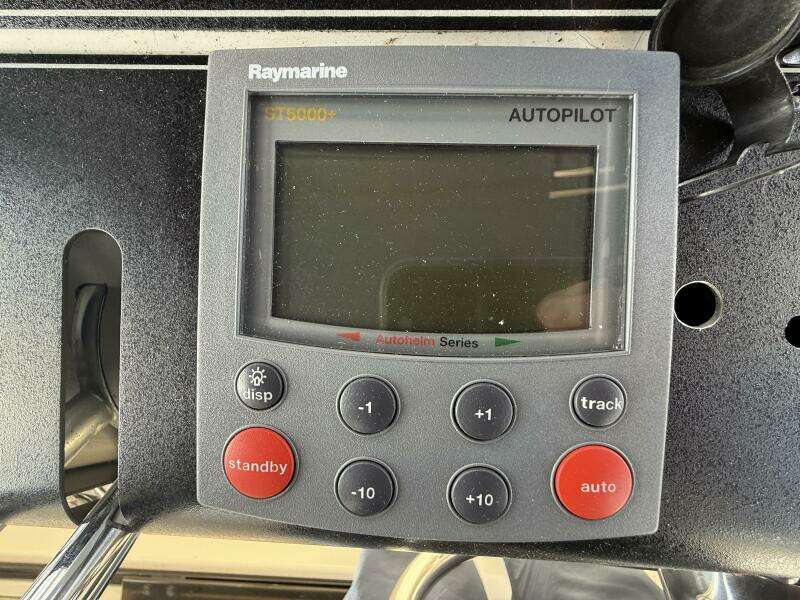 Raymarine
ST5000+ AUTOPILOT
Autohelm Series
disp -1 +1 track
standby -10 +10 auto